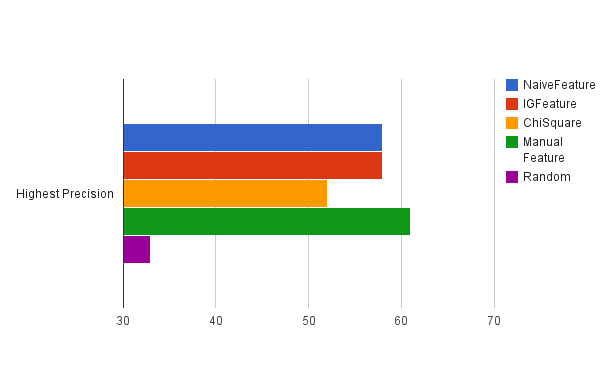 NaiveFeature
IGFeature
ChiSquare
Manual
Feature
Random
Highest Precision
30 40 50 60 70